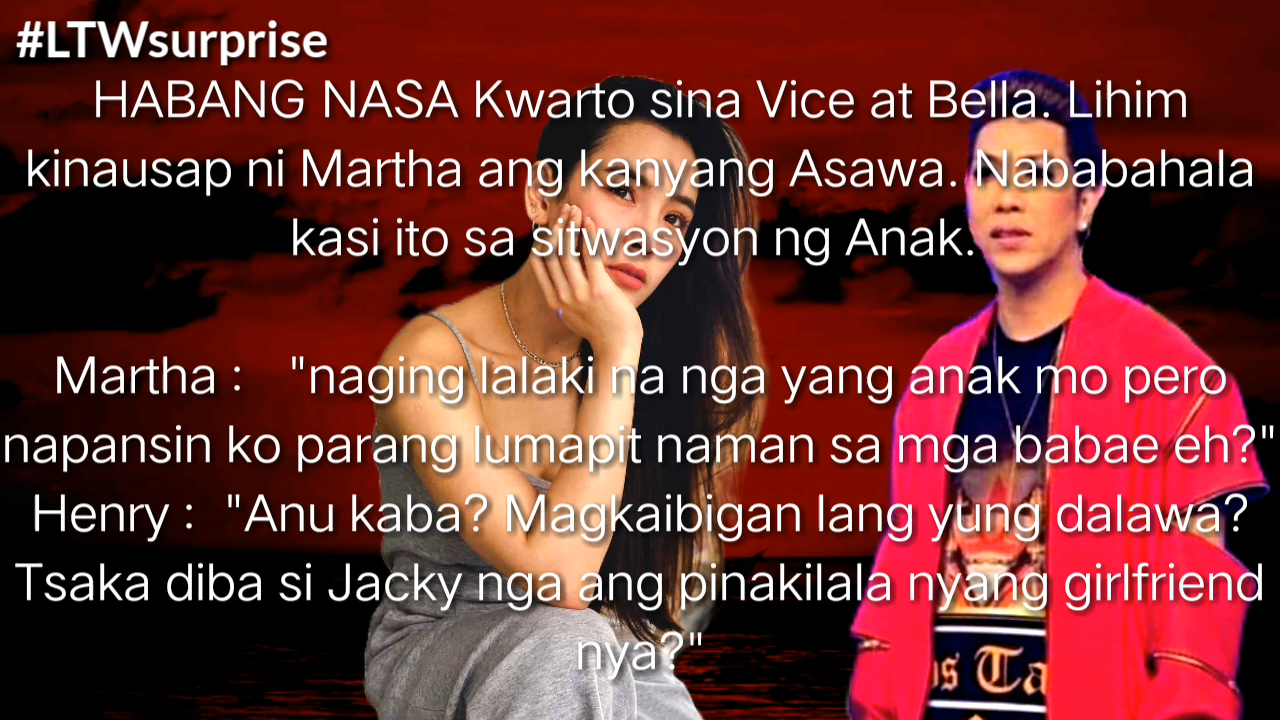 #LTWsurprise
HABANG NASA Kwarto sina Vice at Bella. Lihim
kinausap ni Martha ang kanyang Asawa. Nababahala
kasi ito sa sitwasyon ng Anak.
Martha : "naging lalaki na nga yang anak mo pero
napansin ko parang lumapit naman sa mga babae eh?"
Henry : "Anu kaba? Magkaibigan lang yung dalawa?
Tsaka diba si Jacky nga ang pinakilala nyang girlfriend
nya?"